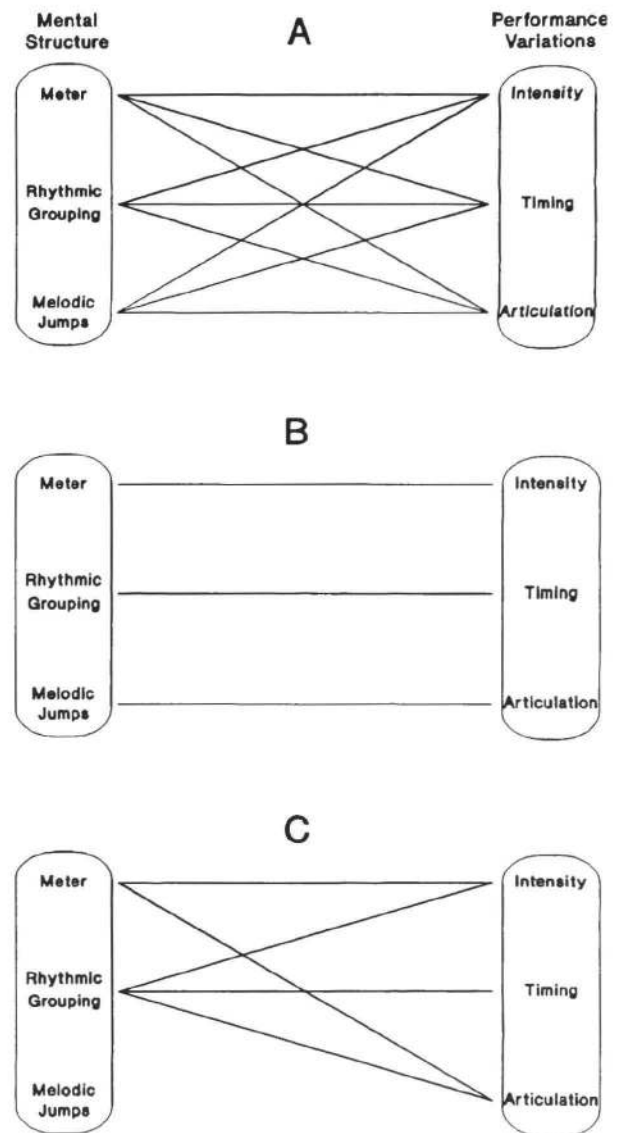 Mental
Structure
A
Performance
Variations
Meter
Intensity
Rhythmic
Grouping
Timing
Melodic
Jumps
Articulation
B
Meter
Intensity
Rhythmic
Grouping
Timing
Melodic
Jumps
Articulation
C
Meter
Intensity
Rhythmic
Grouping
Timing
Melodic
Jumps
Articulation